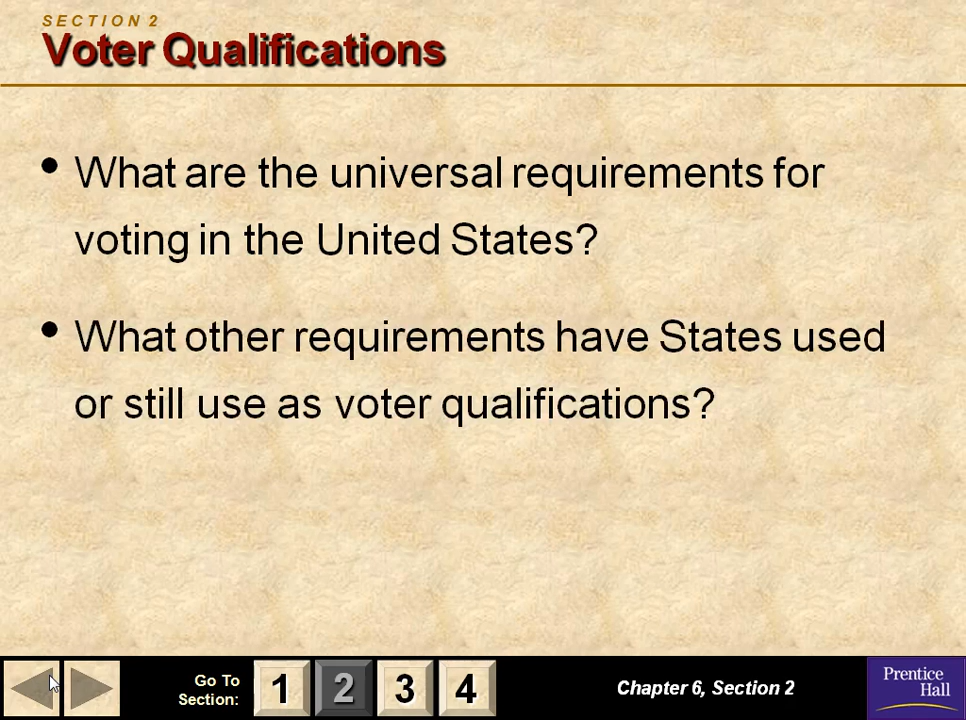 SECTION 2
Voter Qualifications
• What are the universal requirements for
voting in the United States?
• What other requirements have States used
or still use as voter qualifications?
Go To
Section:
1 2 3 4
Chapter 6, Section 2
Prentice
Hall